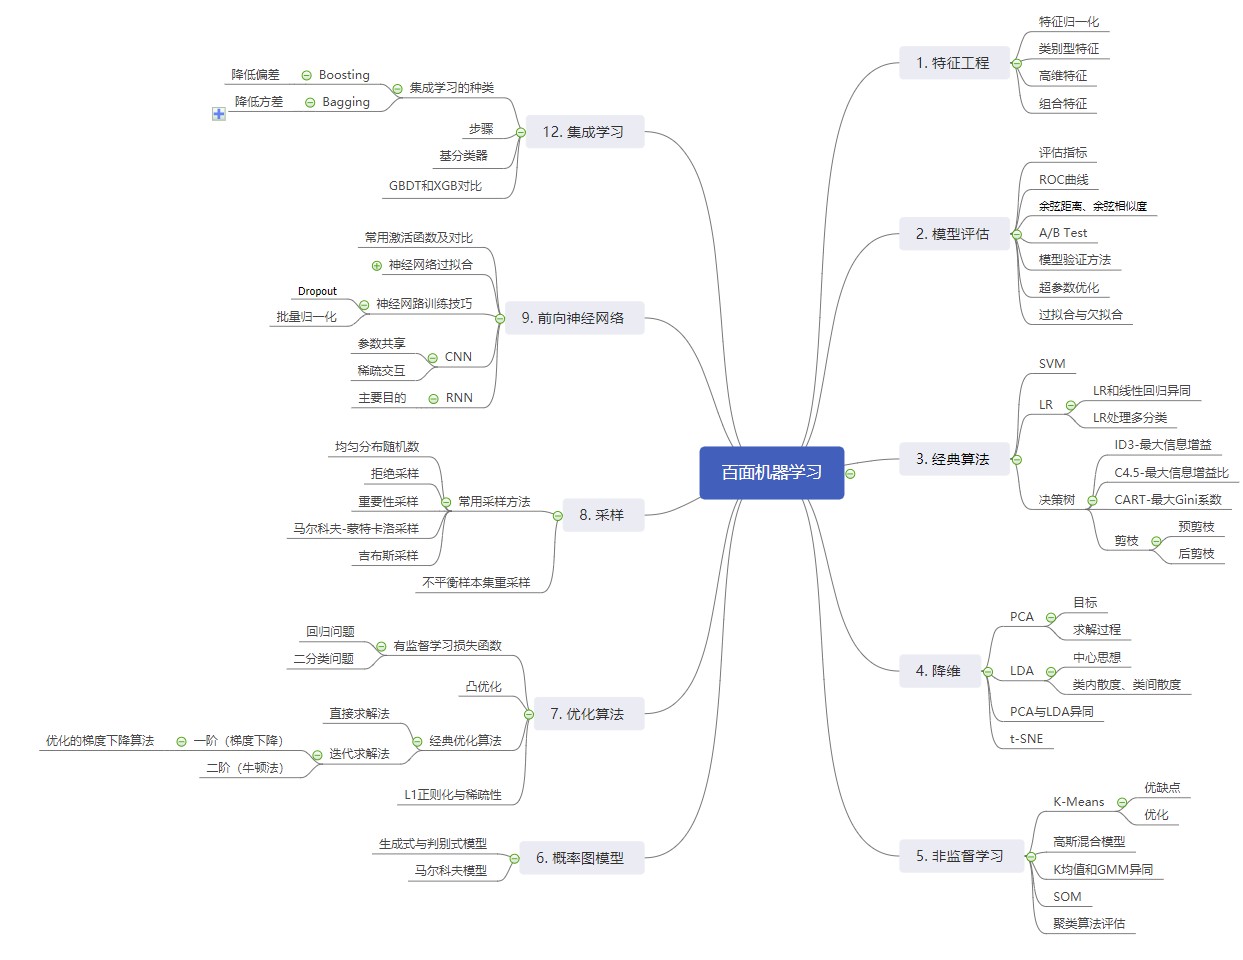 百面机器学习
1. 特征工程
特征归一化
类别型特征
高维特征
组合特征
2. 模型评估
评估指标
ROC曲线
余弦距离、余弦相似度
A/B Test
模型验证方法
超参数优化
过拟合与欠拟合
3. 经典算法
SVM
LR
LR和线性回归异同
LR处理多分类
决策树
ID3-最大信息增益
C4.5-最大信息增益比
CART-最大Gini系数
剪枝
预剪枝
后剪枝
4. 降维
PCA
目标
求解过程
LDA
中心思想
类内散度、类间散度
PCA与LDA异同
t-SNE
5. 非监督学习
K-Means
优缺点
优化
高斯混合模型
K均值和GMM异同
SOM
聚类算法评估
6. 概率图模型
生成式与判别式模型
马尔科夫模型
7. 优化算法
有监督学习损失函数
回归问题
二分类问题
凸优化
经典优化算法
直接求解法
迭代求解法
一阶（梯度下降）
优化的梯度下降算法
二阶（牛顿法）
L1正则化与稀疏性
8. 采样
常用采样方法
均匀分布随机数
拒绝采样
重要性采样
马尔科夫-蒙特卡洛采样
吉布斯采样
不平衡样本集重采样
9. 前向神经网络
常用激活函数及对比
神经网络过拟合
神经网路训练技巧
Dropout
批量归一化
CNN
参数共享
稀疏交互
RNN
主要目的
12. 集成学习
集成学习的种类
Boosting
降低偏差
Bagging
降低方差
步骤
基分类器
GBDT和XGB对比